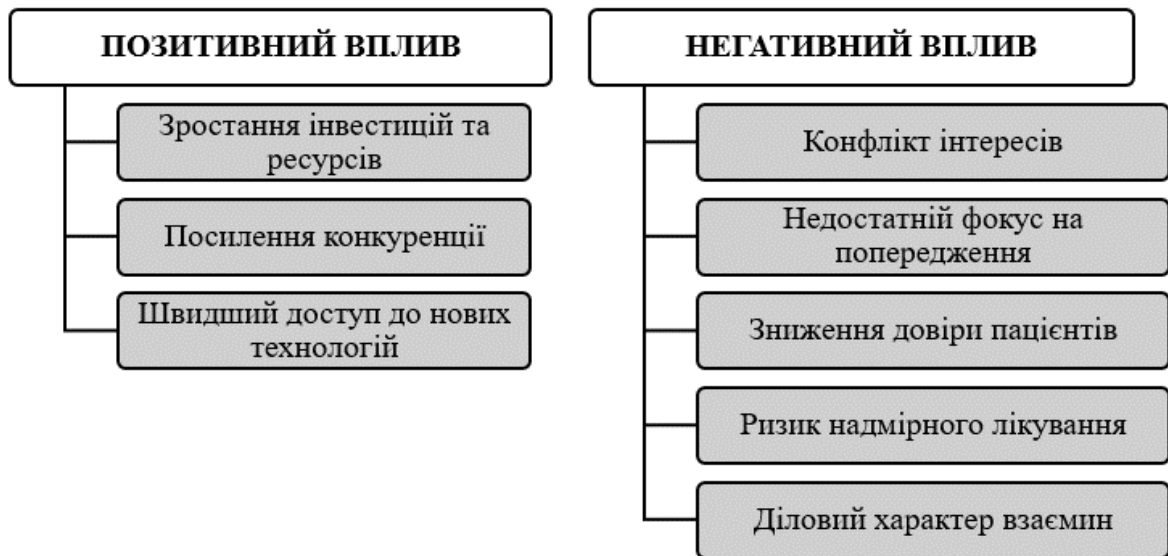 ПОЗИТИВНИЙ ВПЛИВ
Зростання інвестицій та
ресурсів
Посилення конкуренції
Швидший доступ до нових
технологій
НЕГАТИВНИЙ ВПЛИВ
Конфлікт інтересів
Недостатній фокус на
попередження
Зниження довіри пацієнтів
Ризик надмірного лікування
Діловий характер взаємин